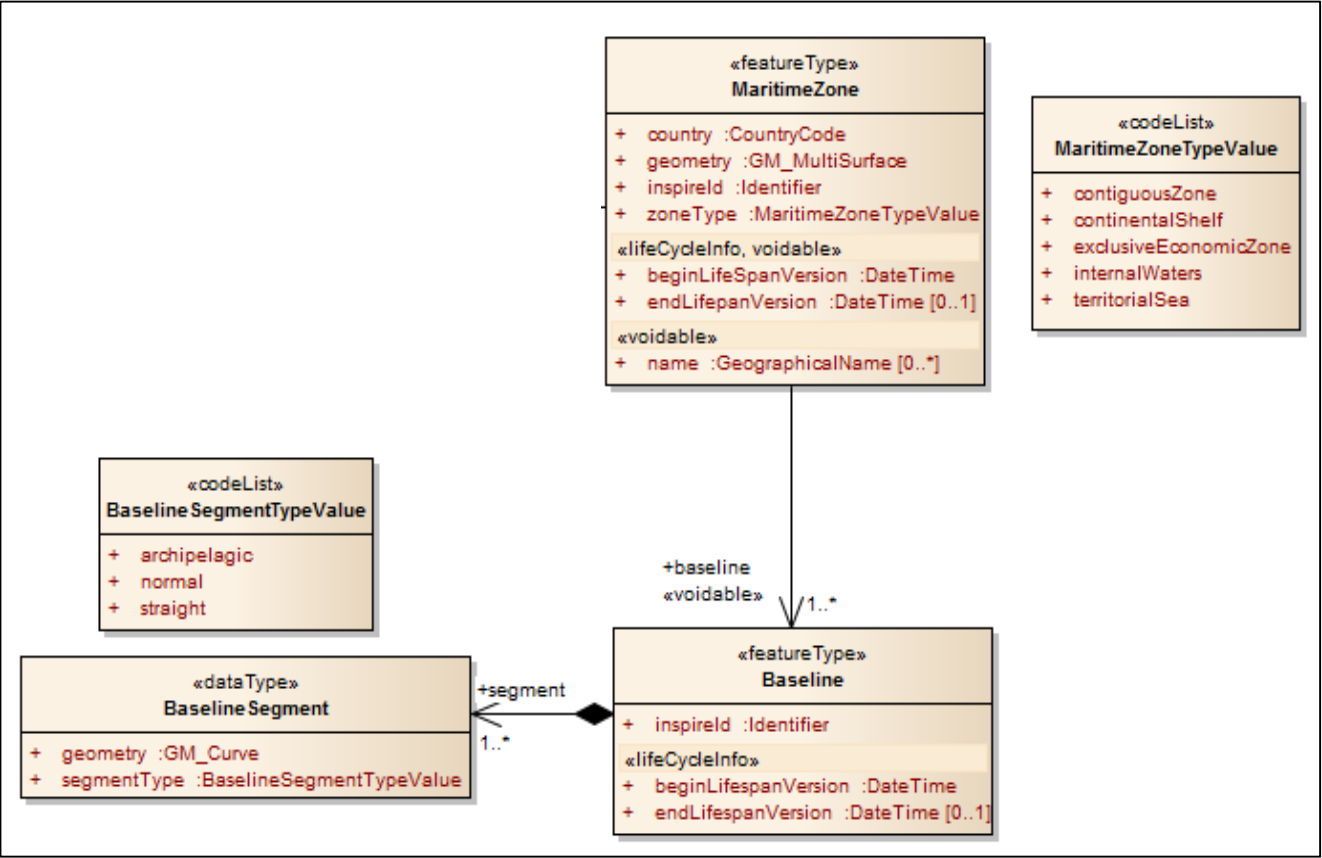 «featureType»
MaritimeZone
+ country :CountryCode
+ geometry :GM_MultiSurface
+ inspireId :Identifier
+ zoneType :MaritimeZoneTypeValue
«lifeCycleInfo, voidable»
+ beginLifeSpanVersion :DateTime
+ endLifepanVersion :DateTime [0..1]
«voidable»
+ name :GeographicalName [0..*]
«codeList»
MaritimeZoneTypeValue
+ contiguousZone
+ continentalShelf
+ exclusiveEconomicZone
+ internalWaters
+ territorialSea
«codeList»
BaselineSegmentTypeValue
+ archipelagic
+ normal
+ straight
+baseline
«voidable»
1..*
«dataType»
BaselineSegment
+ geometry :GM_Curve
+ segmentType :BaselineSegmentTypeValue
+segment
1..*
«featureType»
Baseline
+ inspireId :Identifier
«lifeCycleInfo»
+ beginLifespanVersion :DateTime
+ endLifespanVersion :DateTime [0..1]